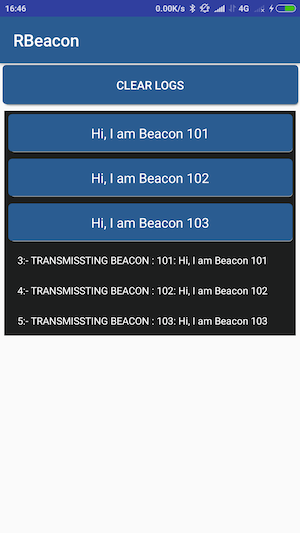 16:46 0.00K/s 4G
RBeacon
CLEAR LOGS
Hi, I am Beacon 101
Hi, I am Beacon 102
Hi, I am Beacon 103
3:- TRANSMISSTING BEACON : 101: Hi, I am Beacon 101
4:- TRANSMISSTING BEACON : 102: Hi, I am Beacon 102
5:- TRANSMISSTING BEACON : 103: Hi, I am Beacon 103